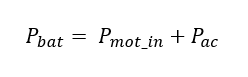 P_bat = P_mot_in + P_ac